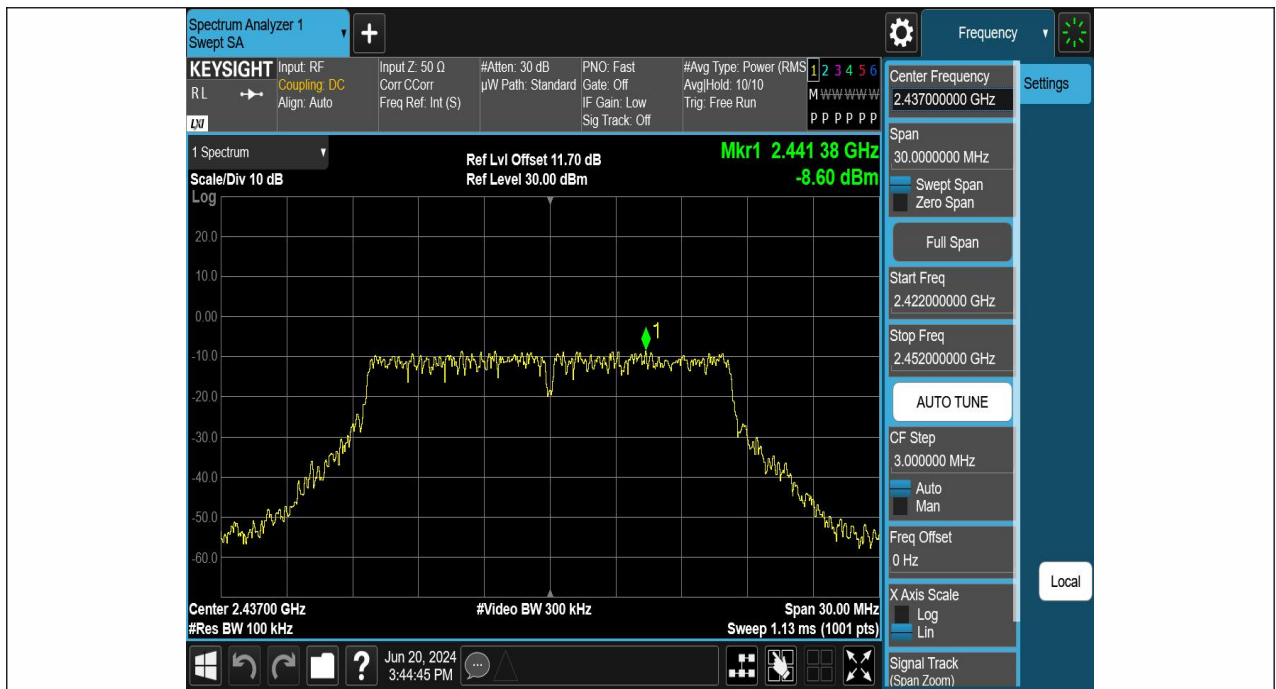 Spectrum Analyzer 1
Swept SA
+
Frequency
KEYSIGHT
RL
LXI
Input: RF
Coupling: DC
Align: Auto
Input Z: 50 Ω
Corr CCorr
Freq Ref: Int (S)
#Atten: 30 dB
µW Path: Standard
PNO: Fast
Gate: Off
IF Gain: Low
Sig Track: Off
#Avg Type: Power (RMS
Avg|Hold: 10/10
Trig: Free Run
1 2 3 4 5 6
M W W W W W
P P P P P P
1 Spectrum
Scale/Div 10 dB
Log
Ref Lvl Offset 11.70 dB
Ref Level 30.00 dBm
Mkr1 2.441 38 GHz
-8.60 dBm
20.0
10.0
0.00
-10.0
-20.0
-30.0
-40.0
-50.0
-60.0
1
Center 2.43700 GHz
#Res BW 100 kHz
#Video BW 300 kHz
Span 30.00 MHz
Sweep 1.13 ms (1001 pts)
Center Frequency
2.437000000 GHz
Settings
Span
30.0000000 MHz
Swept Span
Zero Span
Full Span
Start Freq
2.422000000 GHz
Stop Freq
2.452000000 GHz
AUTO TUNE
CF Step
3.000000 MHz
Auto
Man
Freq Offset
0 Hz
X Axis Scale
Log
Lin
Local
Signal Track
(Span Zoom)
?
Jun 20, 2024
3:44:45 PM